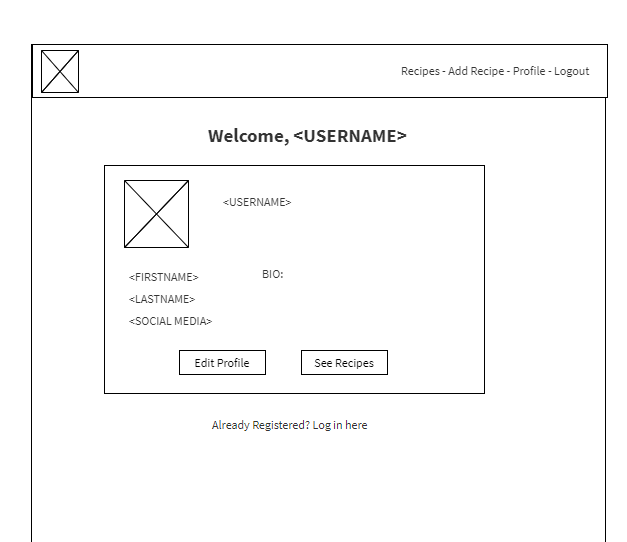 Recipes - Add Recipe - Profile - Logout
Welcome, <USERNAME>
<USERNAME>
<FIRSTNAME>
BIO:
<LASTNAME>
<SOCIAL MEDIA>
Edit Profile
See Recipes
Already Registered? Log in here